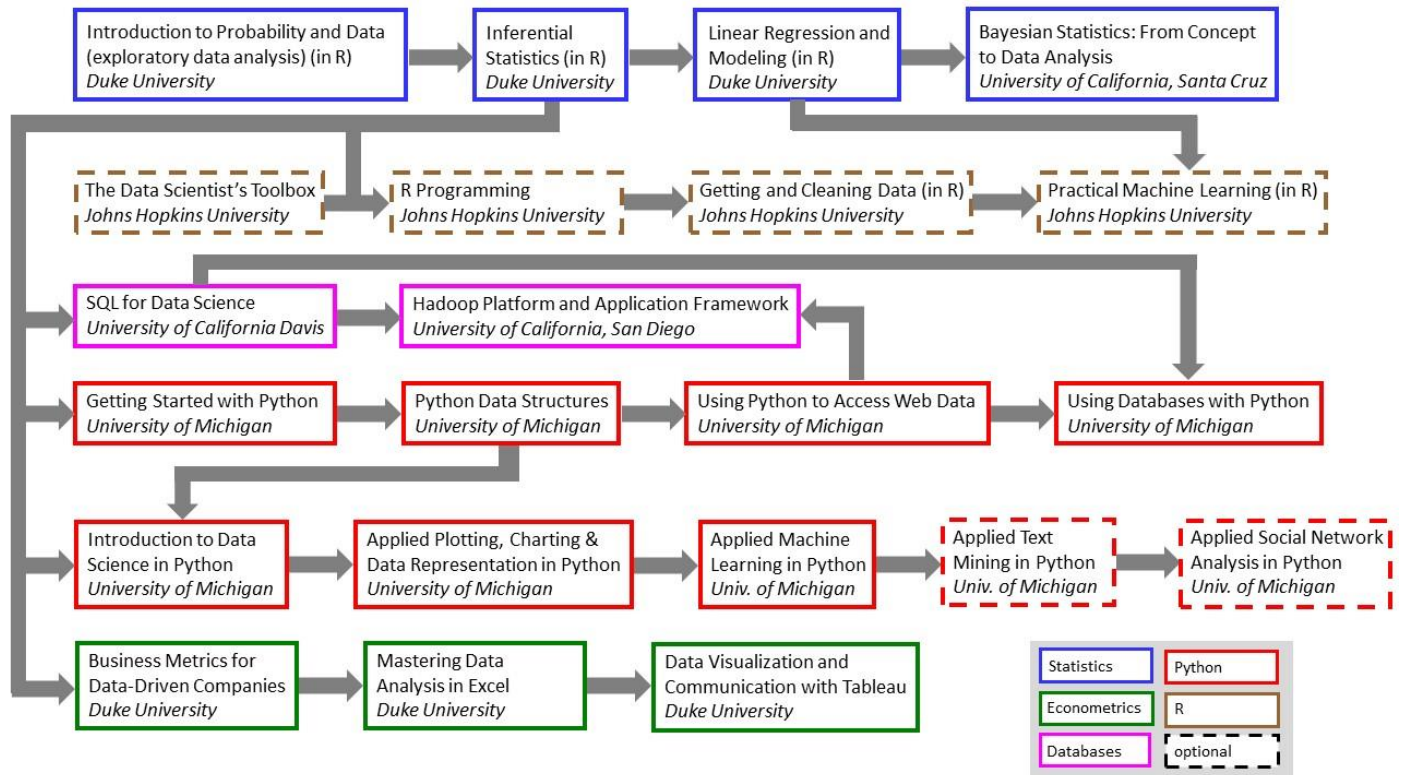 Introduction to Probability and Data
(exploratory data analysis) (in R)
Duke University
Inferential
Statistics (in R)
Duke University
Linear Regression and
Modeling (in R)
Duke University
Bayesian Statistics: From Concept
to Data Analysis
University of California, Santa Cruz
The Data Scientist's Toolbox
Johns Hopkins University
R Programming
Johns Hopkins University
Getting and Cleaning Data (in R)
Johns Hopkins University
Practical Machine Learning (in R)
Johns Hopkins University
SQL for Data Science
University of California Davis
Hadoop Platform and Application Framework
University of California, San Diego
Getting Started with Python
University of Michigan
Python Data Structures
University of Michigan
Using Python to Access Web Data
University of Michigan
Using Databases with Python
University of Michigan
Introduction to Data
Science in Python
University of Michigan
Applied Plotting, Charting &
Data Representation in Python
University of Michigan
Applied Machine
Learning in Python
Univ. of Michigan
Applied Text
Mining in Python
Univ. of Michigan
Applied Social Network
Analysis in Python
Univ. of Michigan
Business Metrics for
Data-Driven Companies
Duke University
Mastering Data
Analysis in Excel
Duke University
Data Visualization and
Communication with Tableau
Duke University
Statistics
Python
Econometrics
R
Databases
optional